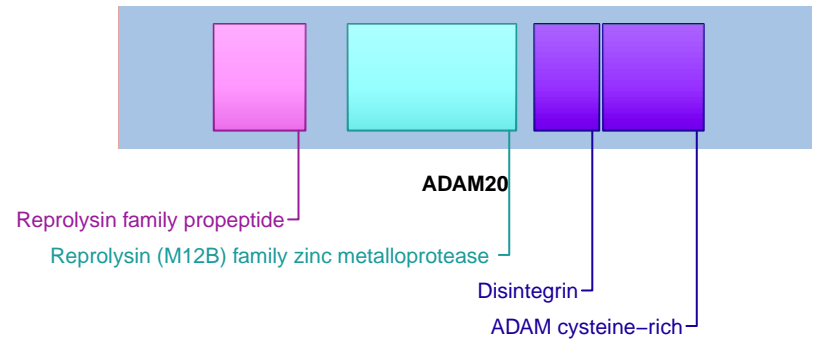 ADAM20
Reprolysin family propeptide
Reprolysin (M12B) family zinc metalloprotease
Disintegrin
ADAM cysteine−rich